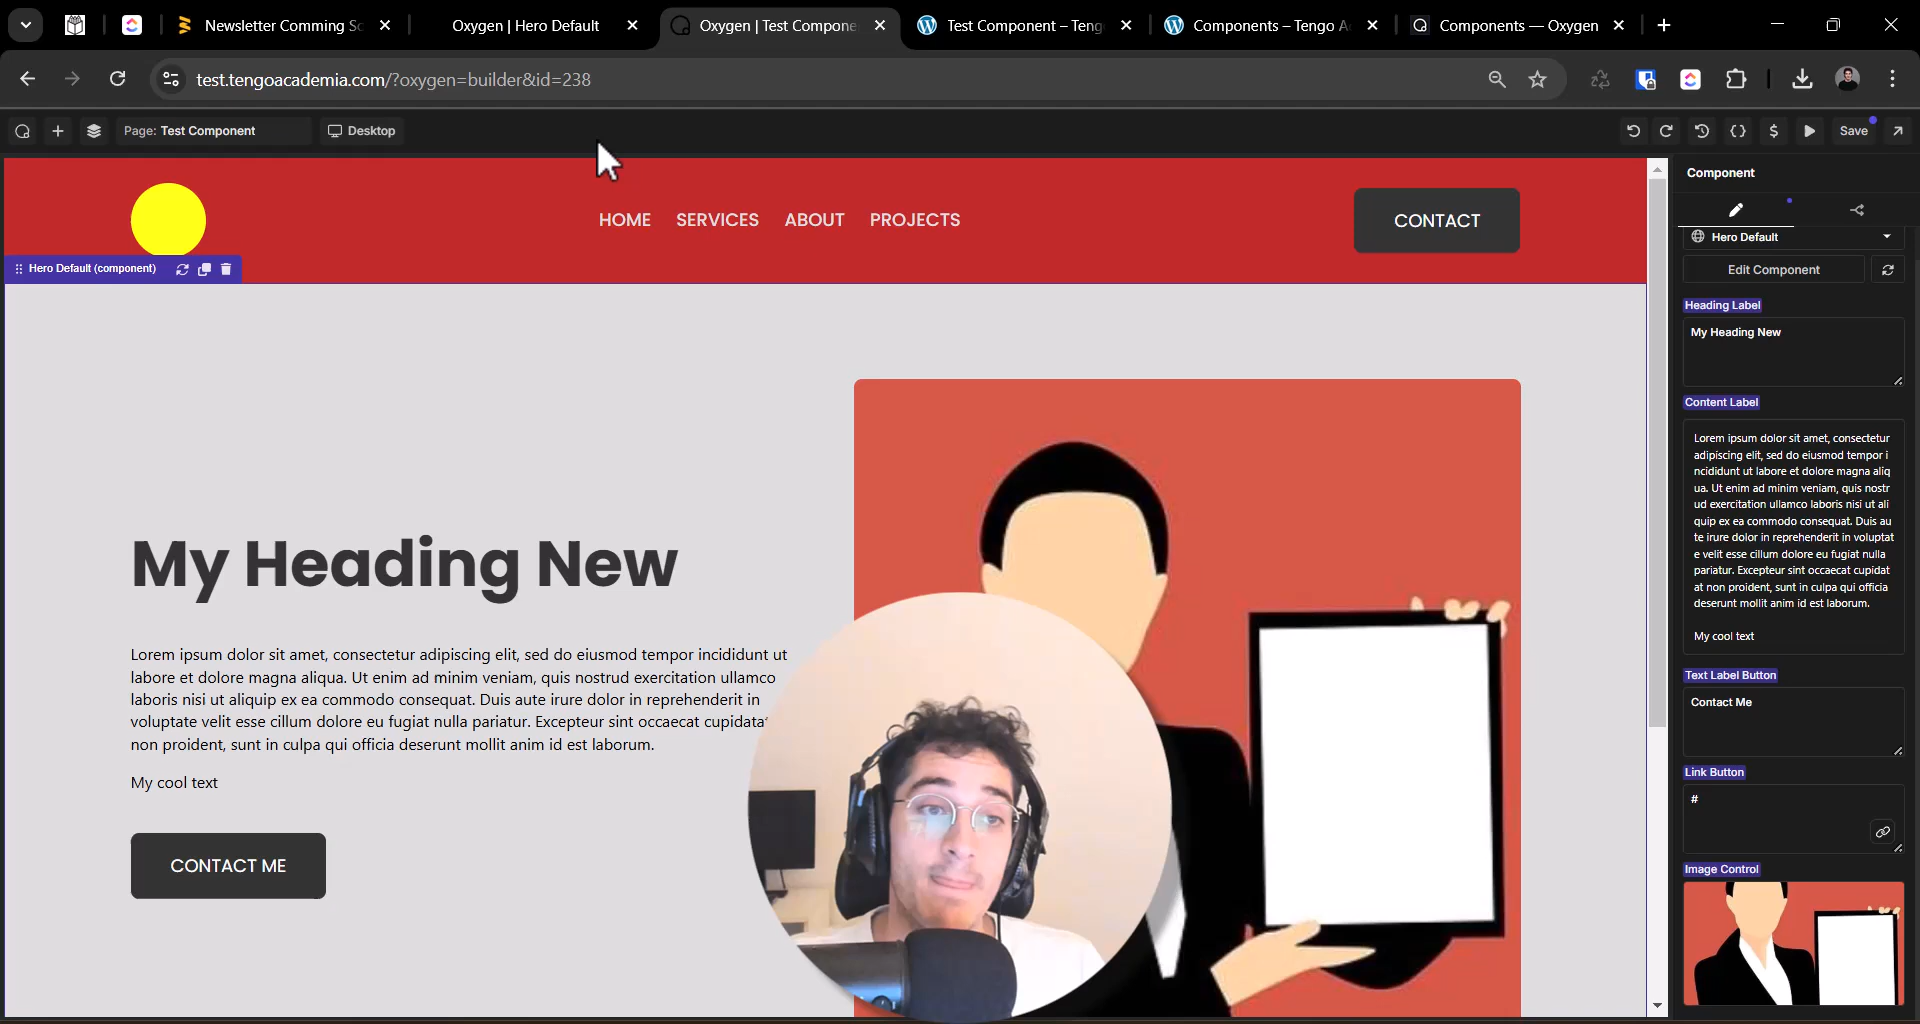 Newsletter Comming Sc
Oxygen | Hero Default
Oxygen | Test Compone
Test Component – Teng
Components – Tengo A
Components — Oxygen
test.tengoacademia.com/?oxygen=builder&id=238
Page: Test Component
Desktop
Save
HOME
SERVICES
ABOUT
PROJECTS
CONTACT
Hero Default (component)
My Heading New
Lorem ipsum dolor sit amet, consectetur adipiscing elit, sed do eiusmod tempor incididunt ut
labore et dolore magna aliqua. Ut enim ad minim veniam, quis nostrud exercitation ullamco
laboris nisi ut aliquip ex ea commodo consequat. Duis aute irure dolor in reprehenderit in
voluptate velit esse cillum dolore eu fugiat nulla pariatur. Excepteur sint occaecat cupidatat
non proident, sunt in culpa qui officia deserunt mollit anim id est laborum.
My cool text
CONTACT ME
Component
Hero Default
Edit Component
Heading Label
My Heading New
Content Label
Lorem ipsum dolor sit amet, consectetur
adipiscing elit, sed do eiusmod tempor i
ncididunt ut labore et dolore magna aliq
ua. Ut enim ad minim veniam, quis nostr
ud exercitation ullamco laboris nisi ut ali
quip ex ea commodo consequat. Duis au
te irure dolor in reprehenderit in voluptat
e velit esse cillum dolore eu fugiat nulla
pariatur. Excepteur sint occaecat cupidat
at non proident, sunt in culpa qui officia
deserunt mollit anim id est laborum.
My cool text
Text Label Button
Contact Me
Link Button
#
Image Control